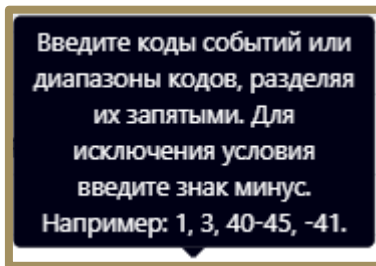 Введите коды событий или
диапазоны кодов, разделяя
их запятыми. Для
исключения условия
введите знак минус.
Например: 1, 3, 40-45, -41.